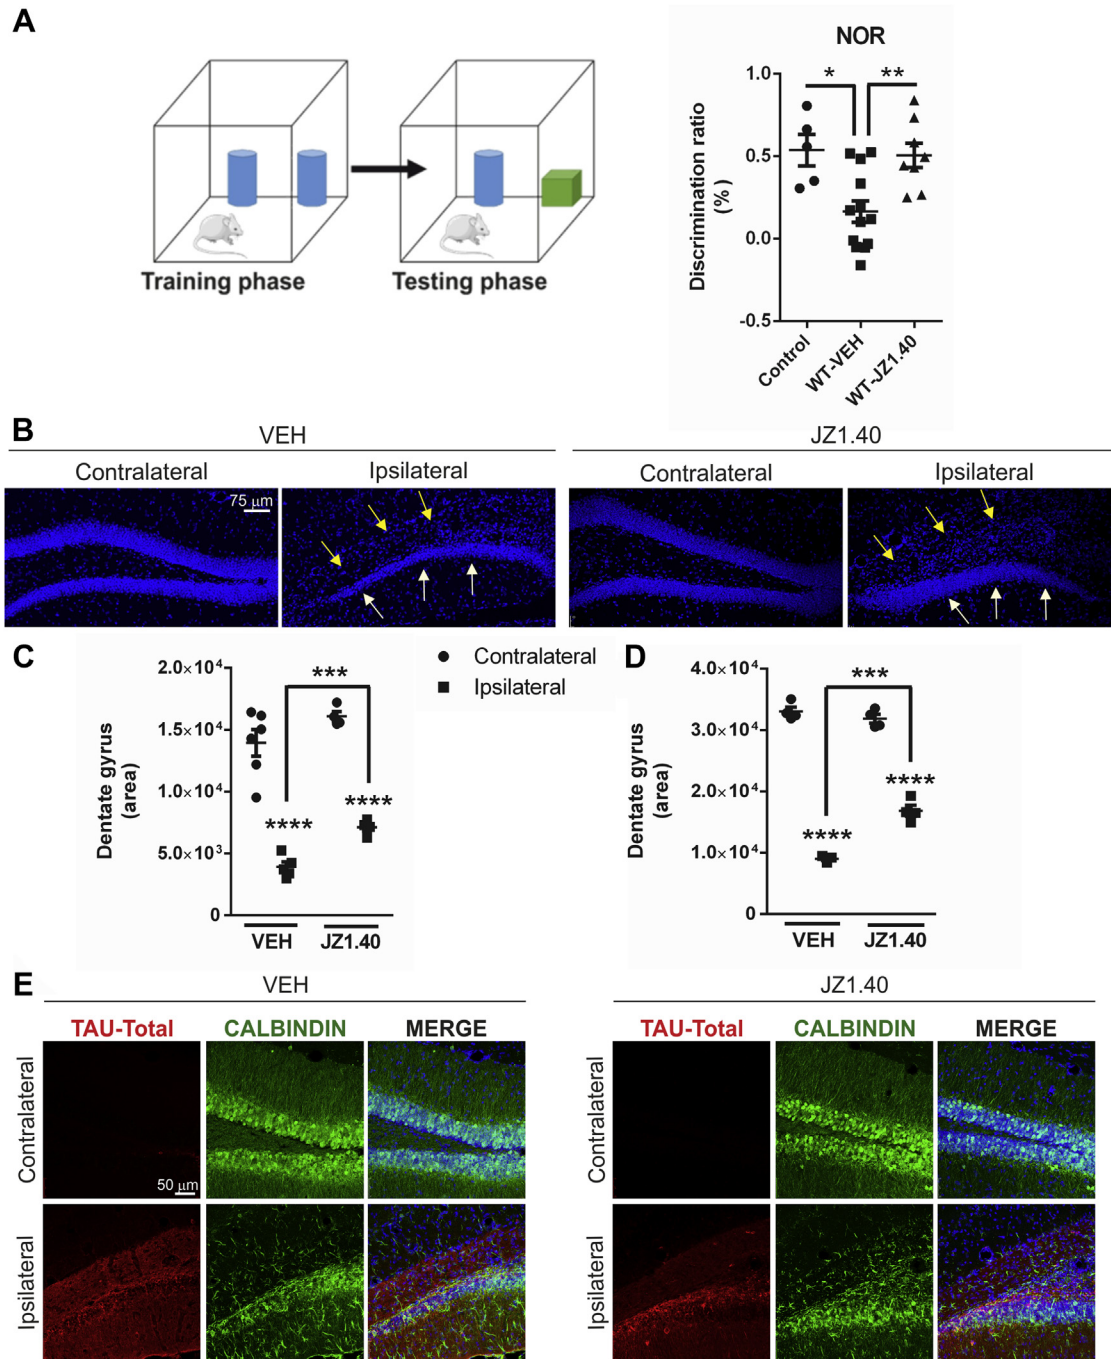 A
Training phase
Testing phase
NOR
* **
Discrimination ratio
(%)
1.0
0.5
0.0
-0.5
Control
WT-VEH
WT-JZ1.40
B
VEH
JZ1.40
Contralateral
Ipsilateral
Contralateral
Ipsilateral
75 μm
C
Dentate gyrus
(area)
2.0×10⁴
1.5×10⁴
1.0×10⁴
5.0×10³
0
***
****
****
VEH
JZ1.40
Contralateral
Ipsilateral
D
Dentate gyrus
(area)
4.0×10⁴
3.0×10⁴
2.0×10⁴
1.0×10⁴
0
***
****
****
VEH
JZ1.40
E
VEH
JZ1.40
TAU-Total
CALBINDIN
MERGE
TAU-Total
CALBINDIN
MERGE
Contralateral
50 μm
Ipsilateral
Contralateral
Ipsilateral